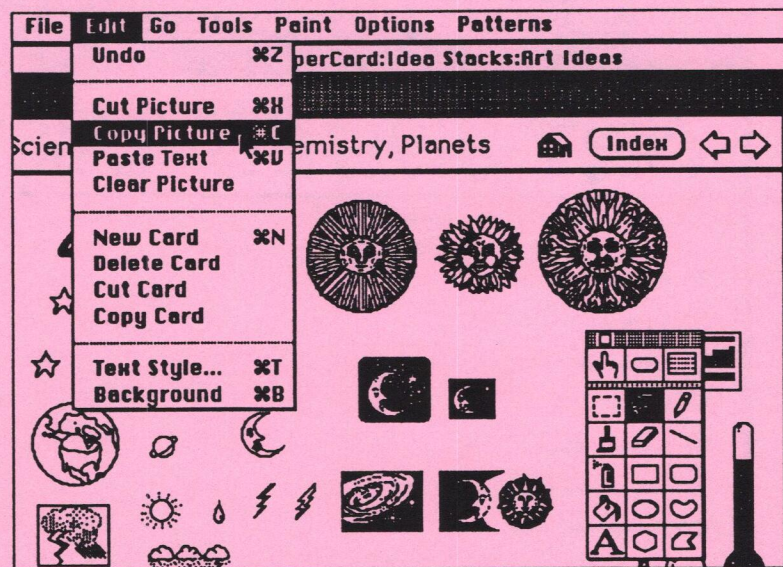 File Edit Go Tools Paint Options Patterns
perCard:Idea Stacks:Art Ideas
Undo ⌘Z
Cut Picture ⌘X
Copy Picture ⌘C
Paste Text ⌘V
Clear Picture
New Card ⌘N
Delete Card
Cut Card
Copy Card
Text Style... ⌘T
Background ⌘B
Scien
emistry, Planets
Index
A